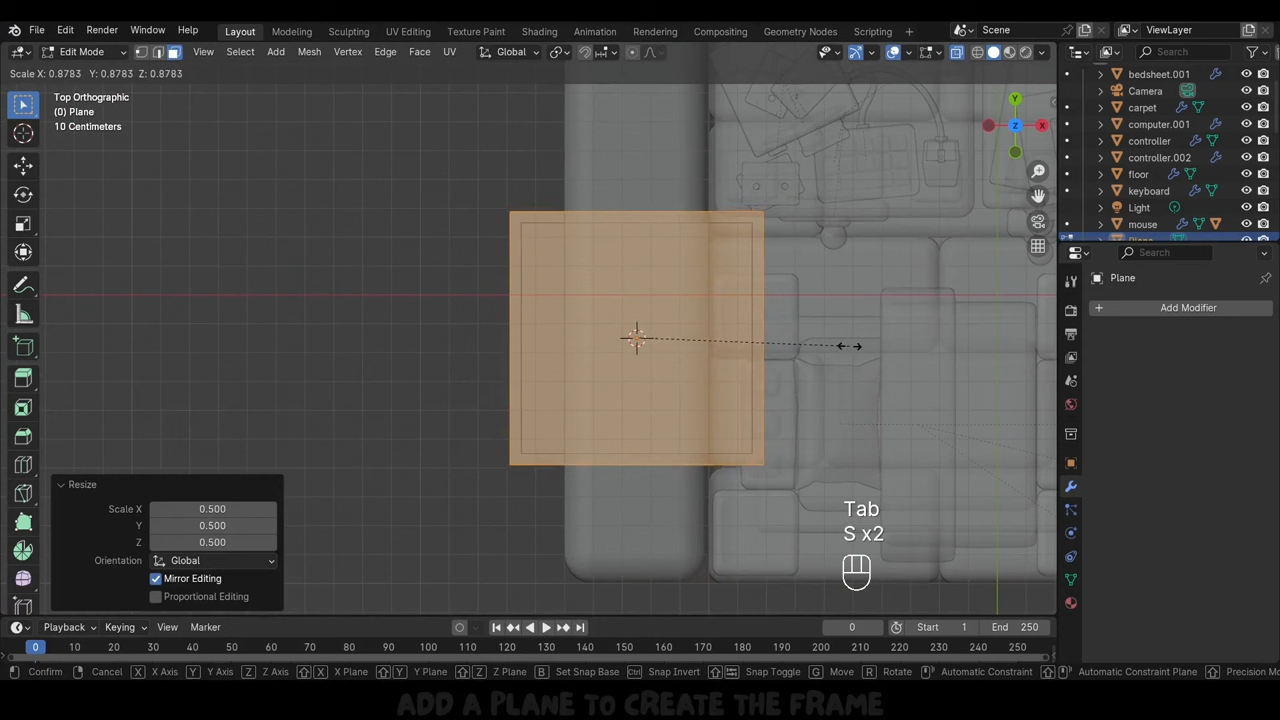 File Edit Render Window Help Layout Modeling Sculpting UV Editing Texture Paint Shading Animation Rendering Compositing Geometry Nodes Scripting + Scene ViewLayer
Edit Mode View Select Add Mesh Vertex Edge Face UV Global Search
Scale X: 0.8783 Y: 0.8783 Z: 0.8783
Top Orthographic
(0) Plane
10 Centimeters
Y
Z
X
bedsheet.001
Camera
carpet
computer.001
controller
controller.002
floor
keyboard
Light
mouse
Search
Plane
+ Add Modifier
Resize
Scale X 0.500
Y 0.500
Z 0.500
Orientation Global
Mirror Editing
Proportional Editing
Tab
S x2
Playback Keying View Marker 0 Start 1 End 250
0 10 20 30 40 50 60 70 80 90 100 110 120 130 140 150 160 170 180 190 200 210 220 230 240 250
Confirm Cancel X X Axis Y Y Axis Z Z Axis X X Plane Y Y Plane Z Z Plane B Set Snap Base Ctrl Snap Invert Snap Toggle G Move R Rotate Automatic Constraint Automatic Constraint Plane Precision Mo
ADD A PLANE TO CREATE THE FRAME